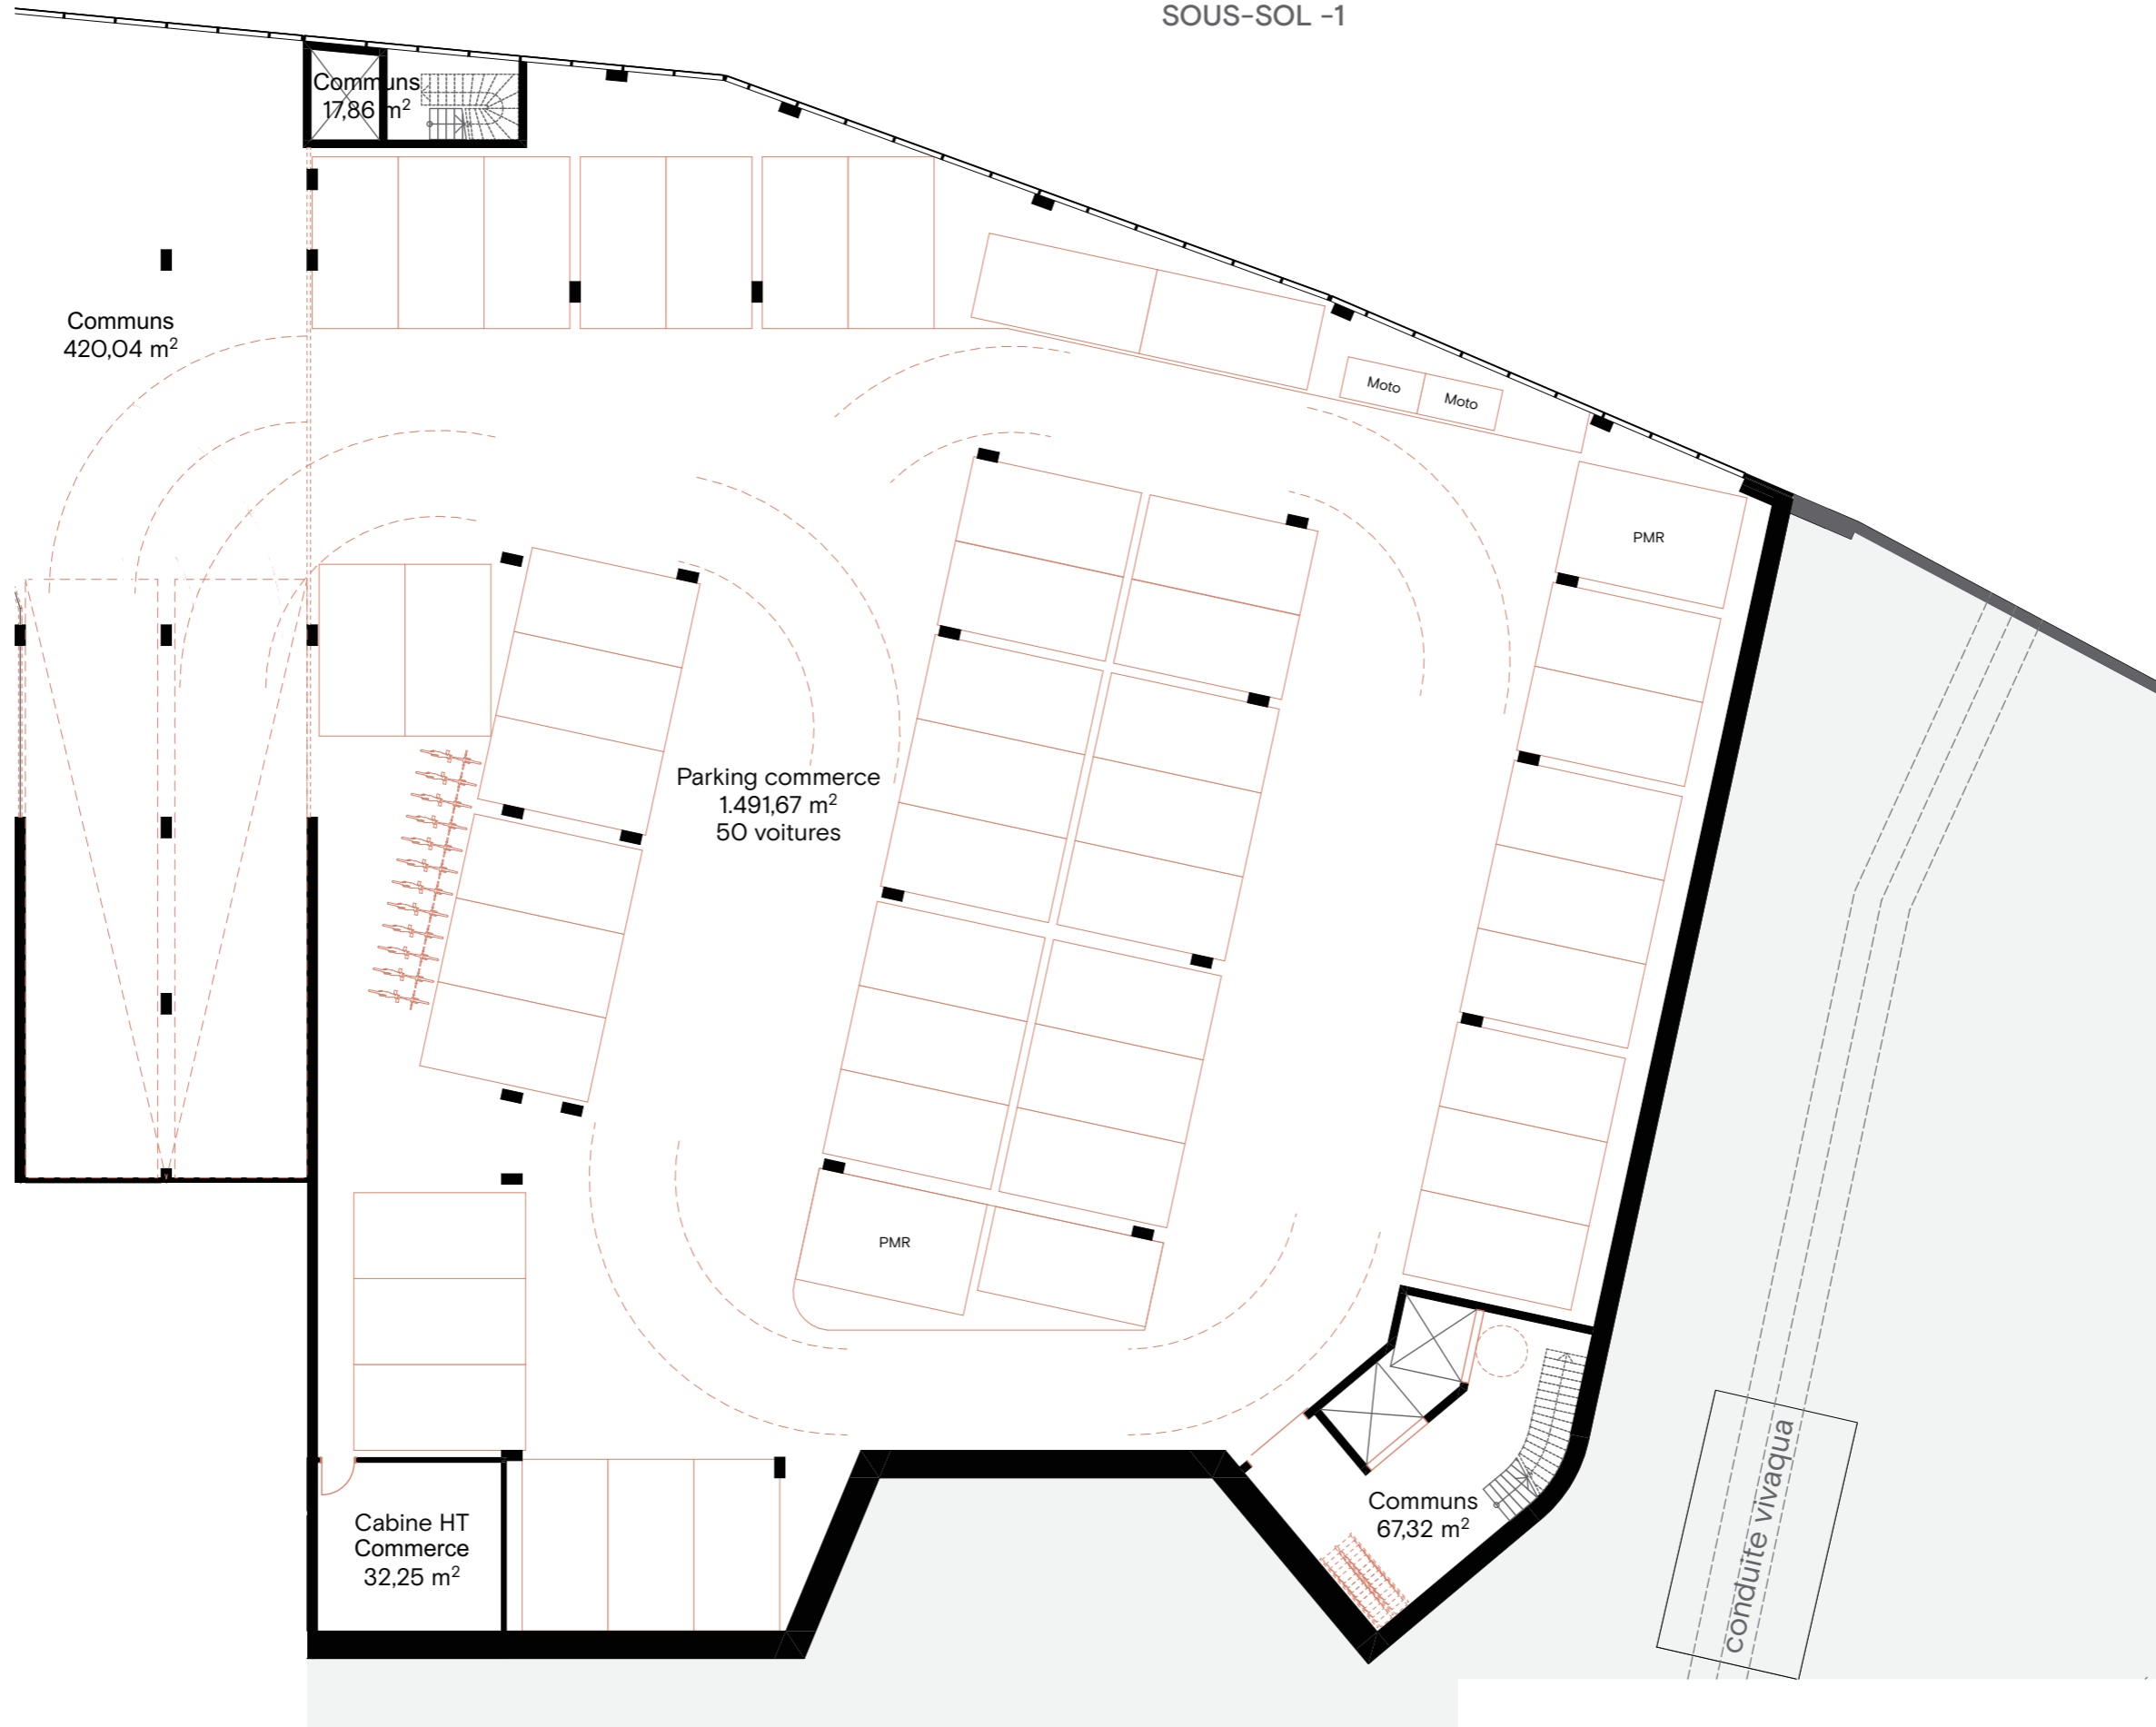 SOUS-SOL -1
Communs
17,86 m²
Communs
420,04 m²
Moto
Moto
PMR
Parking commerce
1.491,67 m²
50 voitures
PMR
Communs
67,32 m²
Cabine HT
Commerce
32,25 m²
conduite vivaqua